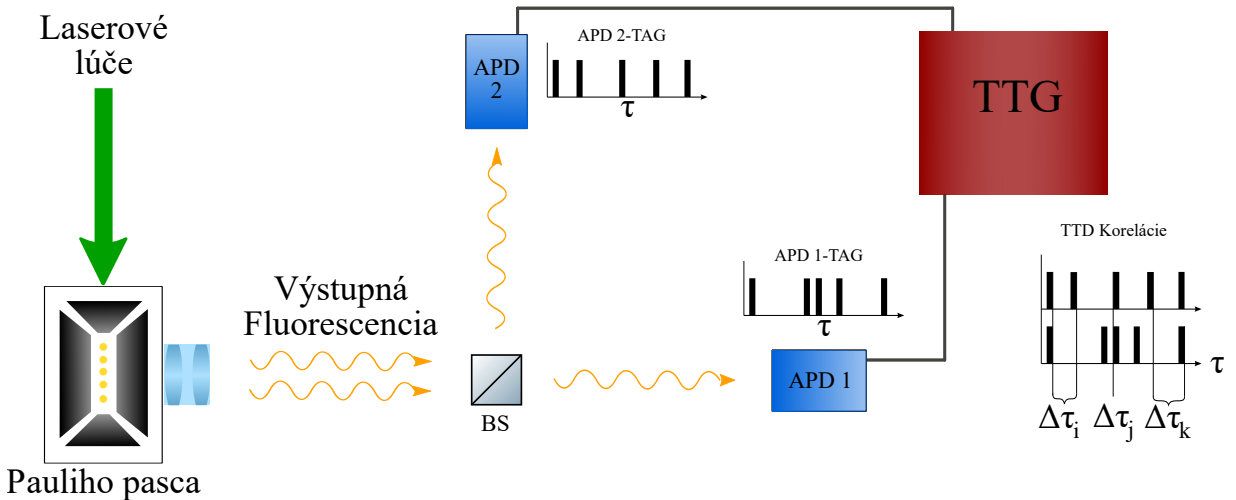 Laserové
lúče
APD
2
APD 2-TAG
τ
TTG
TTD Korelácie
τ
Δτi Δτj Δτk
APD 1-TAG
τ
APD 1
Výstupná
Fluorescencia
BS
Pauliho pasca